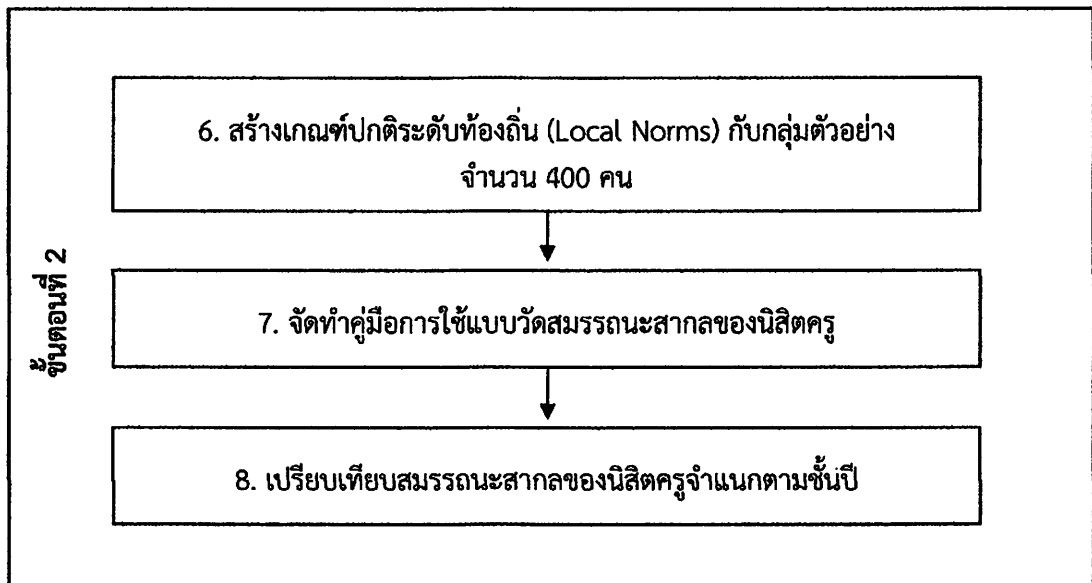 ขั้นตอนที่ 2
6. สร้างเกณฑ์ปกติระดับท้องถิ่น (Local Norms) กับกลุ่มตัวอย่าง
จำนวน 400 คน
7. จัดทำคู่มือการใช้แบบวัดสมรรถนะสากลของนิสิตครู
8. เปรียบเทียบสมรรถนะสากลของนิสิตครูจำแนกตามชั้นปี